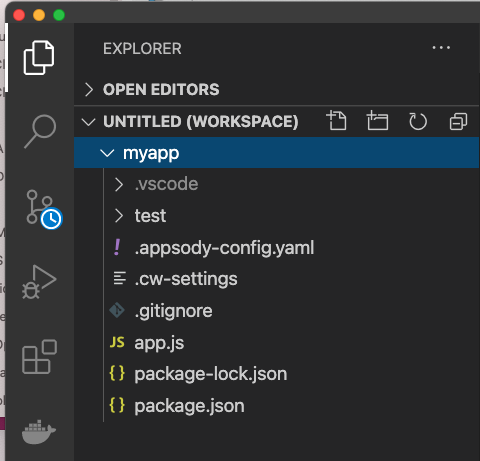 EXPLORER
OPEN EDITORS
UNTITLED (WORKSPACE)
myapp
.vscode
test
.appsody-config.yaml
.cw-settings
.gitignore
JS app.js
{} package-lock.json
{} package.json